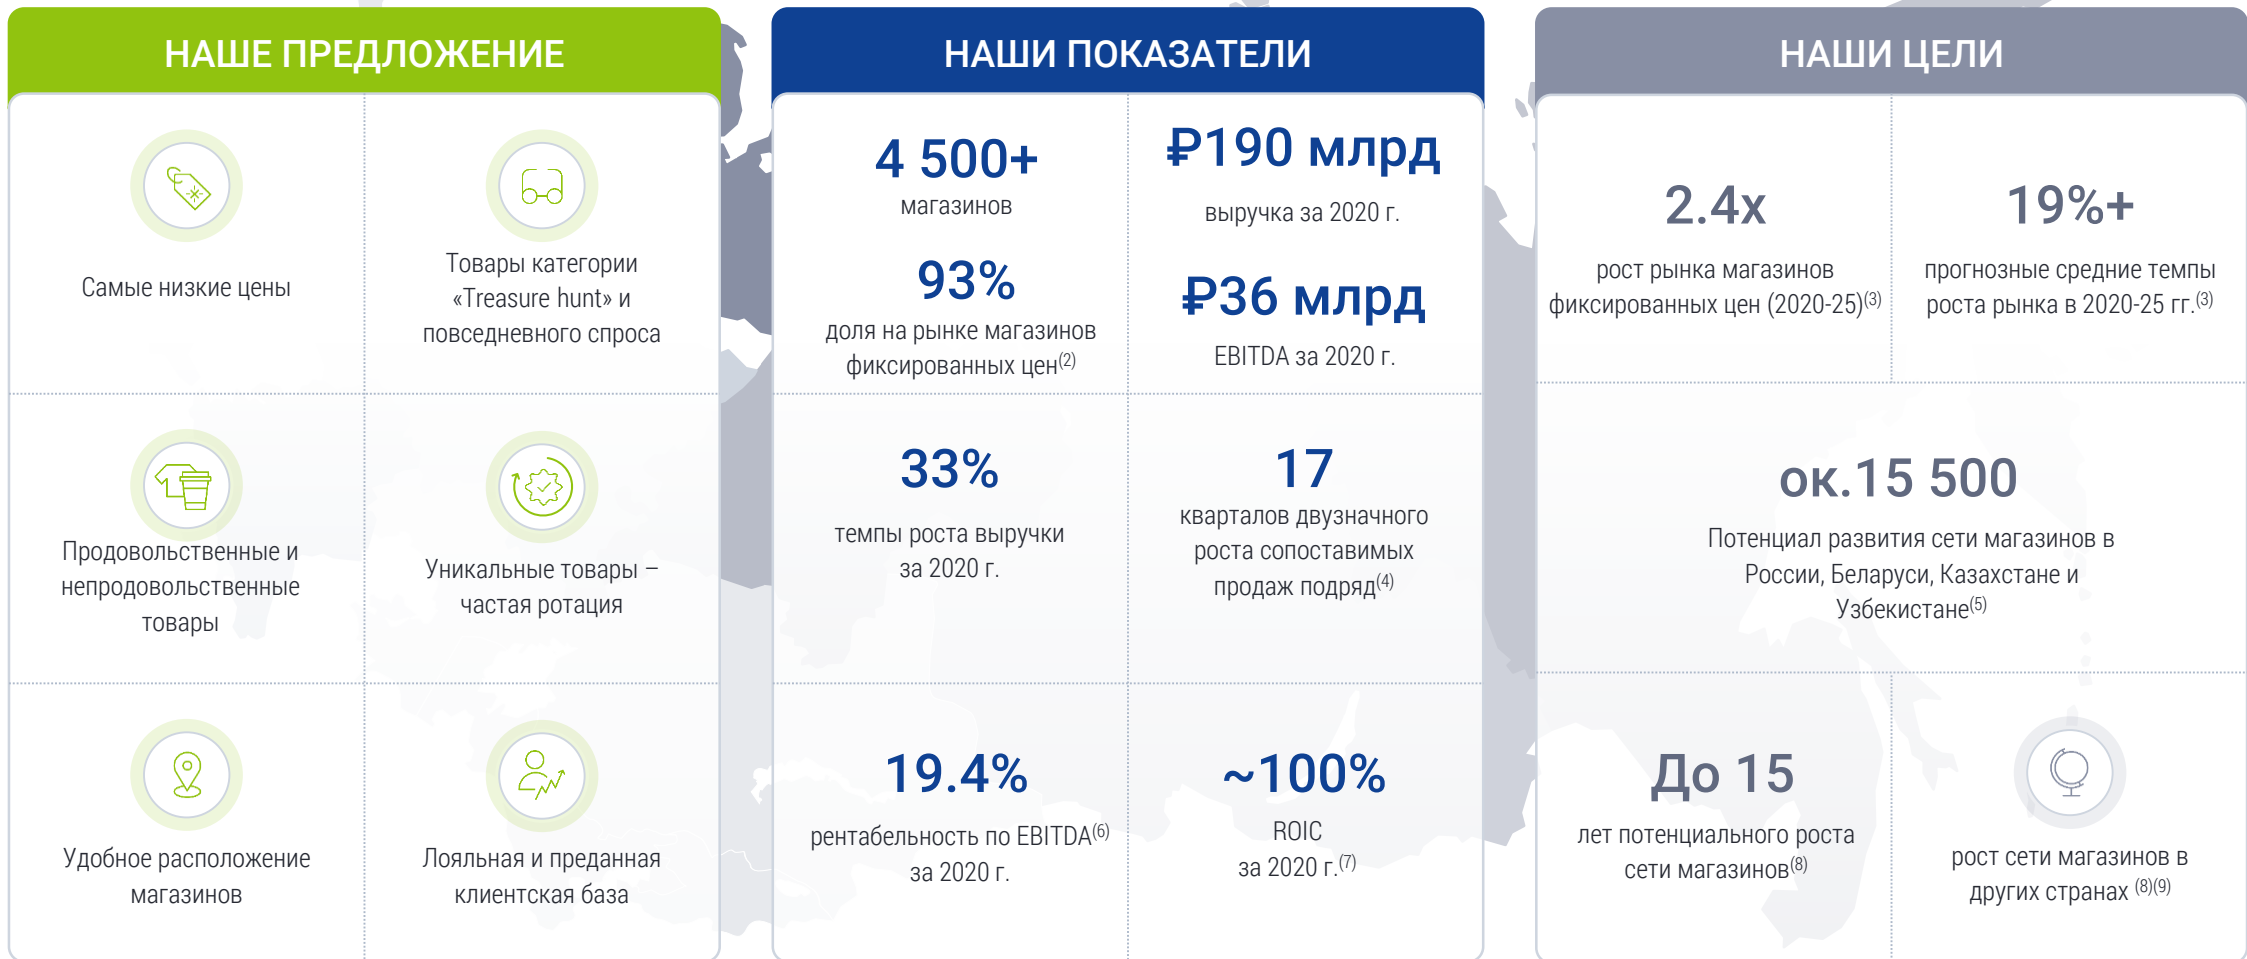 НАШЕ ПРЕДЛОЖЕНИЕ
Самые низкие цены
Товары категории
«Treasure hunt» и
повседневного спроса
Продовольственные и
непродовольственные
товары
Уникальные товары –
частая ротация
Удобное расположение
магазинов
Лояльная и преданная
клиентская база
НАШИ ПОКАЗАТЕЛИ
4 500+
магазинов
93%
доля на рынке магазинов
фиксированных цен(2)
₽190 млрд
выручка за 2020 г.
₽36 млрд
EBITDA за 2020 г.
33%
темпы роста выручки
за 2020 г.
17
кварталов двузначного
роста сопоставимых
продаж подряд(4)
19.4%
рентабельность по EBITDA(6)
за 2020 г.
~100%
ROIC
за 2020 г.(7)
НАШИ ЦЕЛИ
2.4x
рост рынка магазинов
фиксированных цен (2020-25)(3)
19%+
прогнозные средние темпы
роста рынка в 2020-25 гг.(3)
ок.15 500
Потенциал развития сети магазинов в
России, Беларуси, Казахстане и
Узбекистане(5)
До 15
лет потенциального роста
сети магазинов(8)
рост сети магазинов в
других странах (8)(9)